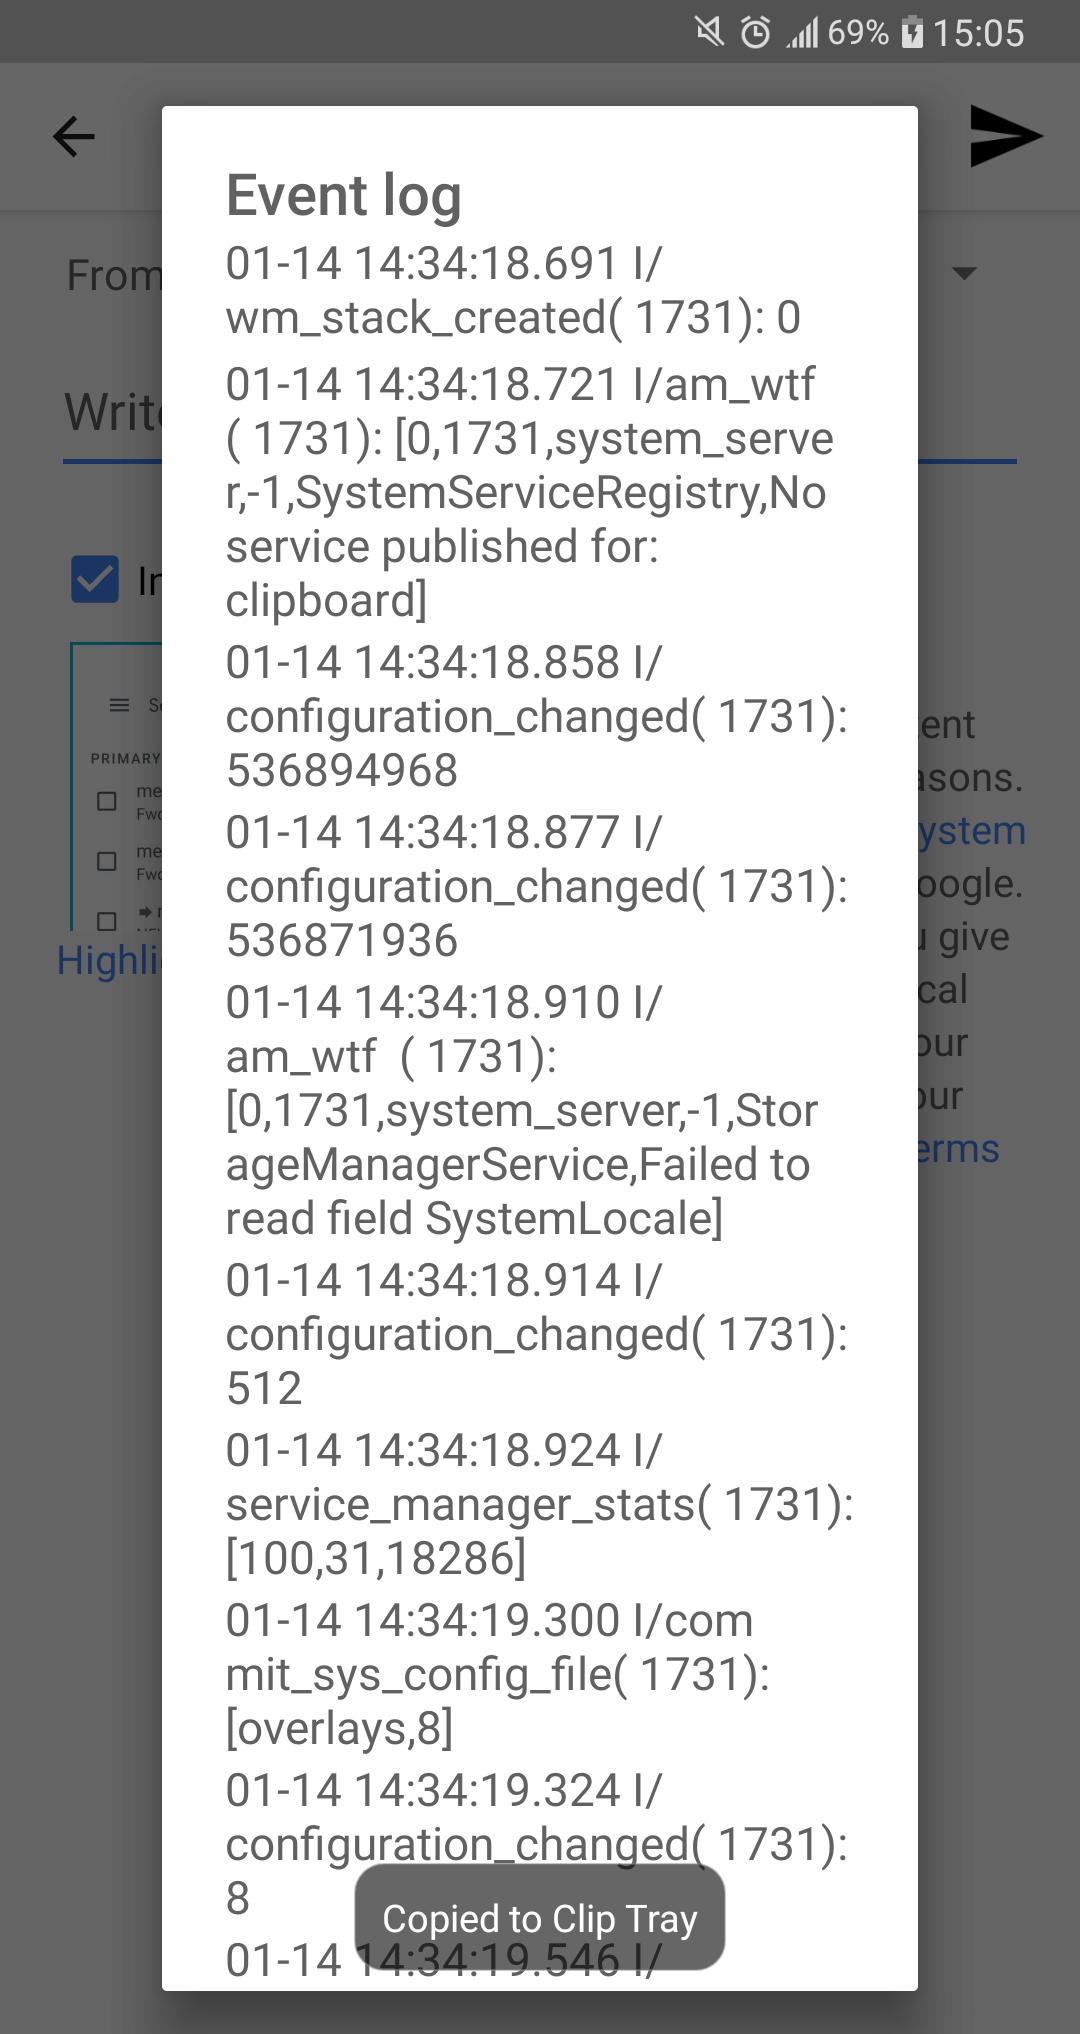 69% 15:05
Event log
01-14 14:34:18.691 I/
wm_stack_created( 1731): 0
01-14 14:34:18.721 I/am_wtf
( 1731): [0,1731,system_serve
r,-1,SystemServiceRegistry,No
service published for:
clipboard]
01-14 14:34:18.858 I/
configuration_changed( 1731):
536894968
01-14 14:34:18.877 I/
configuration_changed( 1731):
536871936
01-14 14:34:18.910 I/
am_wtf  ( 1731):
[0,1731,system_server,-1,Stor
ageManagerService,Failed to
read field SystemLocale]
01-14 14:34:18.914 I/
configuration_changed( 1731):
512
01-14 14:34:18.924 I/
service_manager_stats( 1731):
[100,31,18286]
01-14 14:34:19.300 I/com
mit_sys_config_file( 1731):
[overlays,8]
01-14 14:34:19.324 I/
configuration_changed( 1731):
8
01-14 14:34:19.546 I/
Copied to Clip Tray
From
Write
PRIMARY
me
Fwd
me
Fwd
Highli
ent
asons.
ystem
oogle.
give
cal
our
our
erms